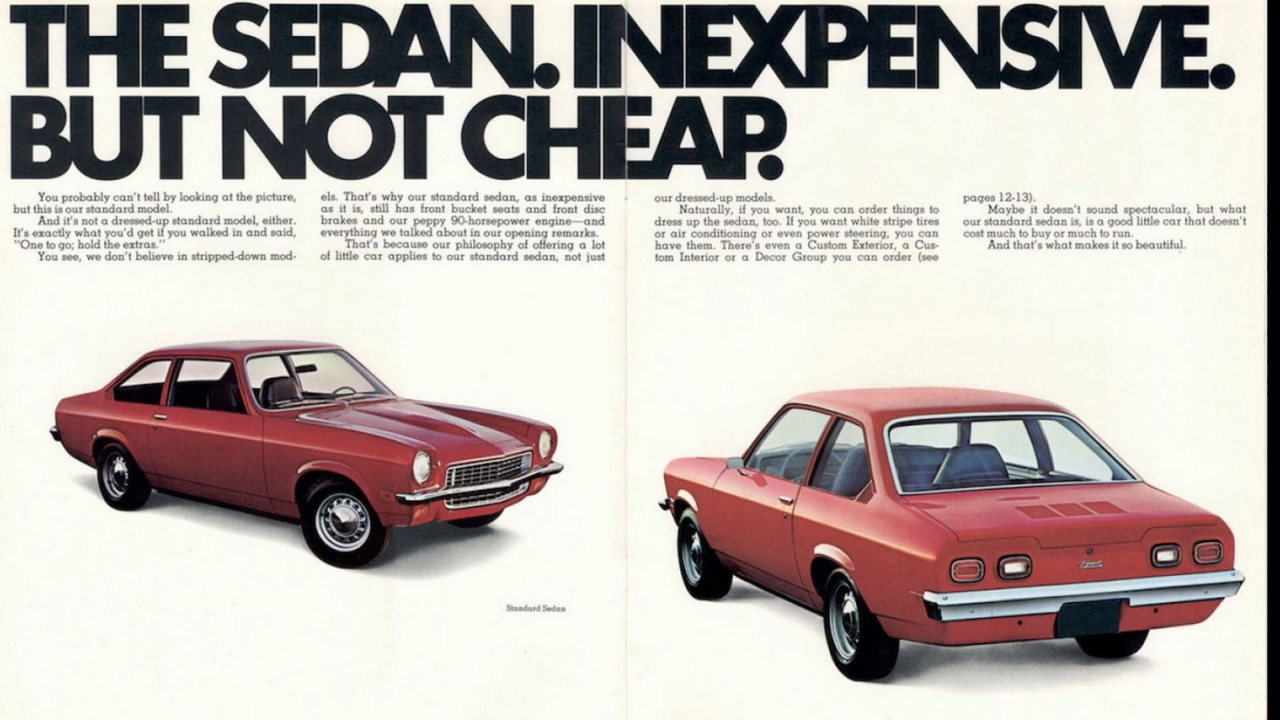 THE SEDAN. INEXPENSIVE.
BUT NOT CHEAP.
You probably can't tell by looking at the picture,
but this is our standard model.
And it's not a dressed-up standard model, either.
It's exactly what you'd get if you walked in and said,
"One to go; hold the extras."
You see, we don't believe in stripped-down mod-
els. That's why our standard sedan, as inexpensive
as it is, still has front bucket seats and front disc
brakes and our peppy 90-horsepower engine—and
everything we talked about in our opening remarks.
That's because our philosophy of offering a lot
of little car applies to our standard sedan, not just
our dressed-up models.
Naturally, if you want, you can order things to
dress up the sedan, too. If you want white stripe tires
or air conditioning or even power steering, you can
have them. There's even a Custom Exterior, a Cus-
tom Interior or a Decor Group you can order (see
pages 12-13).
Maybe it doesn't sound spectacular, but what
our standard sedan is, is a good little car that doesn't
cost much to buy or much to run.
And that's what makes it so beautiful.
Standard Sedan